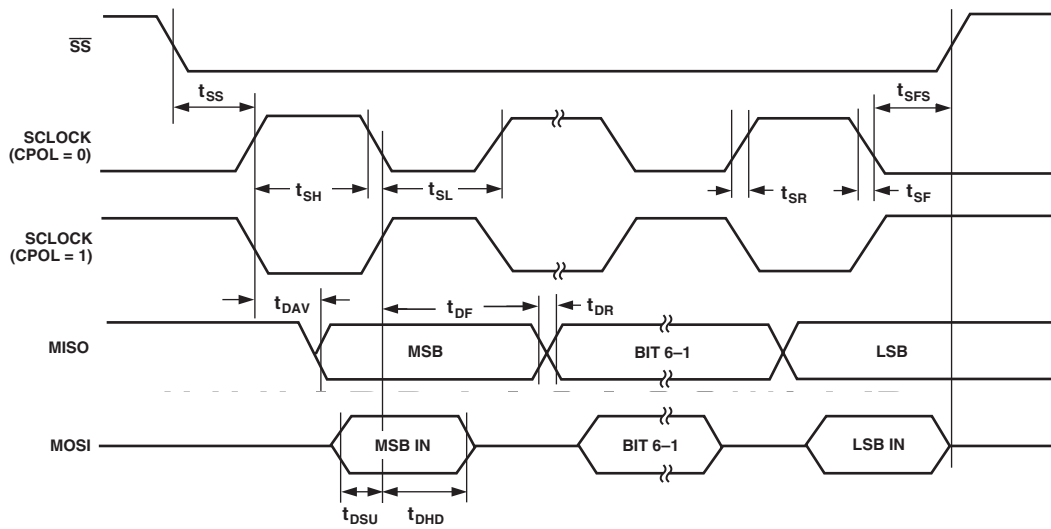 SS
tSS
tSFS
SCLOCK
(CPOL = 0)
tSH
tSL
tSR
tSF
SCLOCK
(CPOL = 1)
tDAV
tDF
tDR
MISO
MSB
BIT 6–1
LSB
MOSI
MSB IN
BIT 6–1
LSB IN
tDSU
tDHD